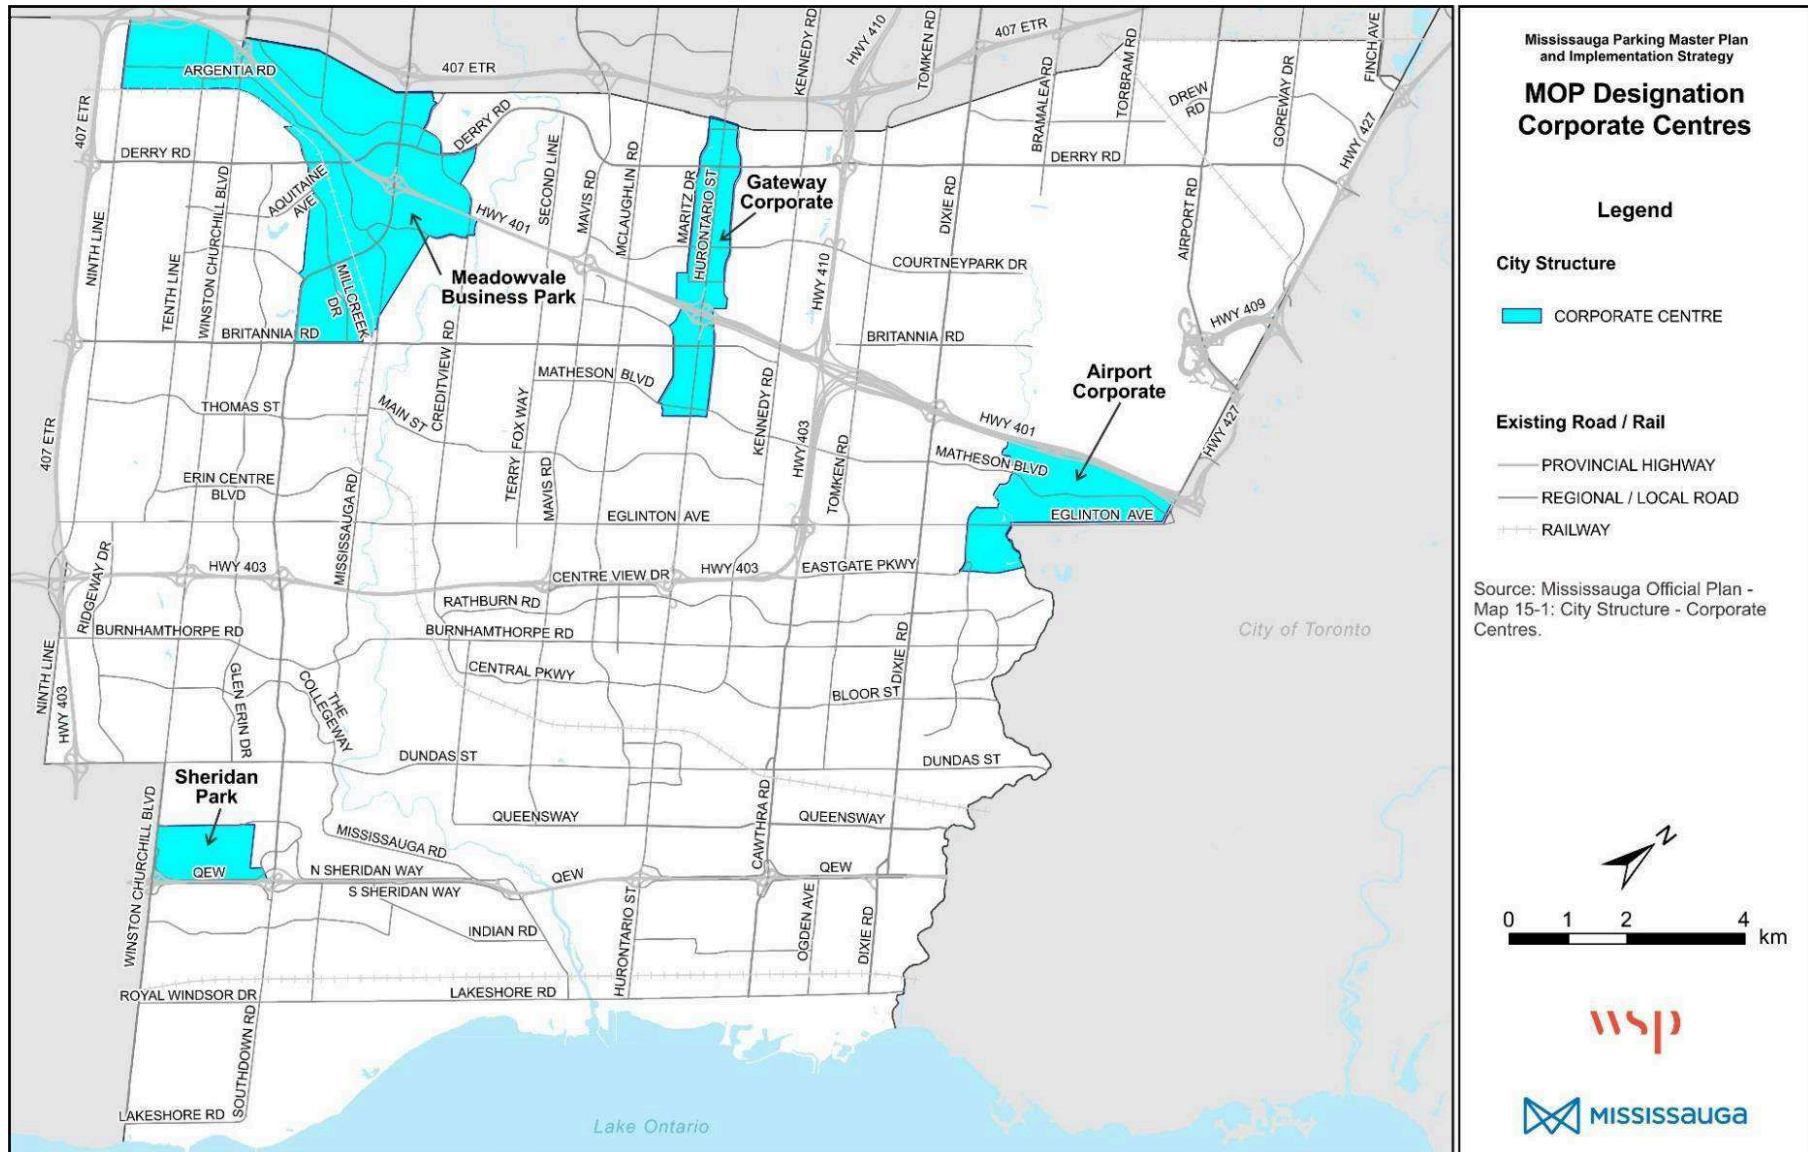 407 ETR
KENNEDY RD
HWY 410
TOMKEN RD
407 ETR
FINCH AVE
ARGENTIA RD
407 ETR
BRAMALEA RD
TORBRAM RD
DREW
RD
GOREWAY DR
HWY 427
DERRY RD
DERRY RD
DERRY RD
AQUITAINE
AVE
WINSTON CHURCHILL BLVD
SECOND LINE
MAVIS RD
MCLAUGHLIN RD
MARITZ DR
HURONTARIO ST
Gateway
Corporate
DIXIE RD
AIRPORT RD
NINTH LINE
TENTH LINE
HWY 401
Meadowvale
Business Park
HWY 410
COURTNEYPARK DR
MILLCREEK
DR
BRITANNIA RD
CREDITVIEW RD
BRITANNIA RD
HWY 409
MATHESON BLVD
Airport
Corporate
THOMAS ST
MAIN ST
TERRY FOX WAY
KENNEDY RD
HWY 403
HWY 401
HWY 427
407 ETR
MATHESON BLVD
ERIN CENTRE
BLVD
MISSISSAUGA RD
MAVIS RD
TOMKEN RD
EGLINTON AVE
EGLINTON AVE
RIDGEWAY DR
HWY 403
CENTRE VIEW DR
HWY 403
EASTGATE PKWY
RATHBURN RD
BURNHAMTHORPE RD
BURNHAMTHORPE RD
City of Toronto
NINTH LINE
HWY 403
GLEN ERIN DR
THE
COLLEGEWAY
CENTRAL PKWY
BLOOR ST
DIXIE RD
DUNDAS ST
DUNDAS ST
Sheridan
Park
WINSTON CHURCHILL BLVD
QUEENSWAY
CAWTHRA RD
QUEENSWAY
MISSISSAUGA RD
QEW
N SHERIDAN WAY
S SHERIDAN WAY
QEW
QEW
INDIAN RD
HURONTARIO ST
OGDEN AVE
DIXIE RD
ROYAL WINDSOR DR
LAKESHORE RD
SOUTHDOWN RD
LAKESHORE RD
Lake Ontario
Mississauga Parking Master Plan
and Implementation Strategy
MOP Designation
Corporate Centres
Legend
City Structure
CORPORATE CENTRE
Existing Road / Rail
PROVINCIAL HIGHWAY
REGIONAL / LOCAL ROAD
RAILWAY
Source: Mississauga Official Plan -
Map 15-1: City Structure - Corporate
Centres.
N
0 1 2 4
km
wsp
MISSISSAUGA